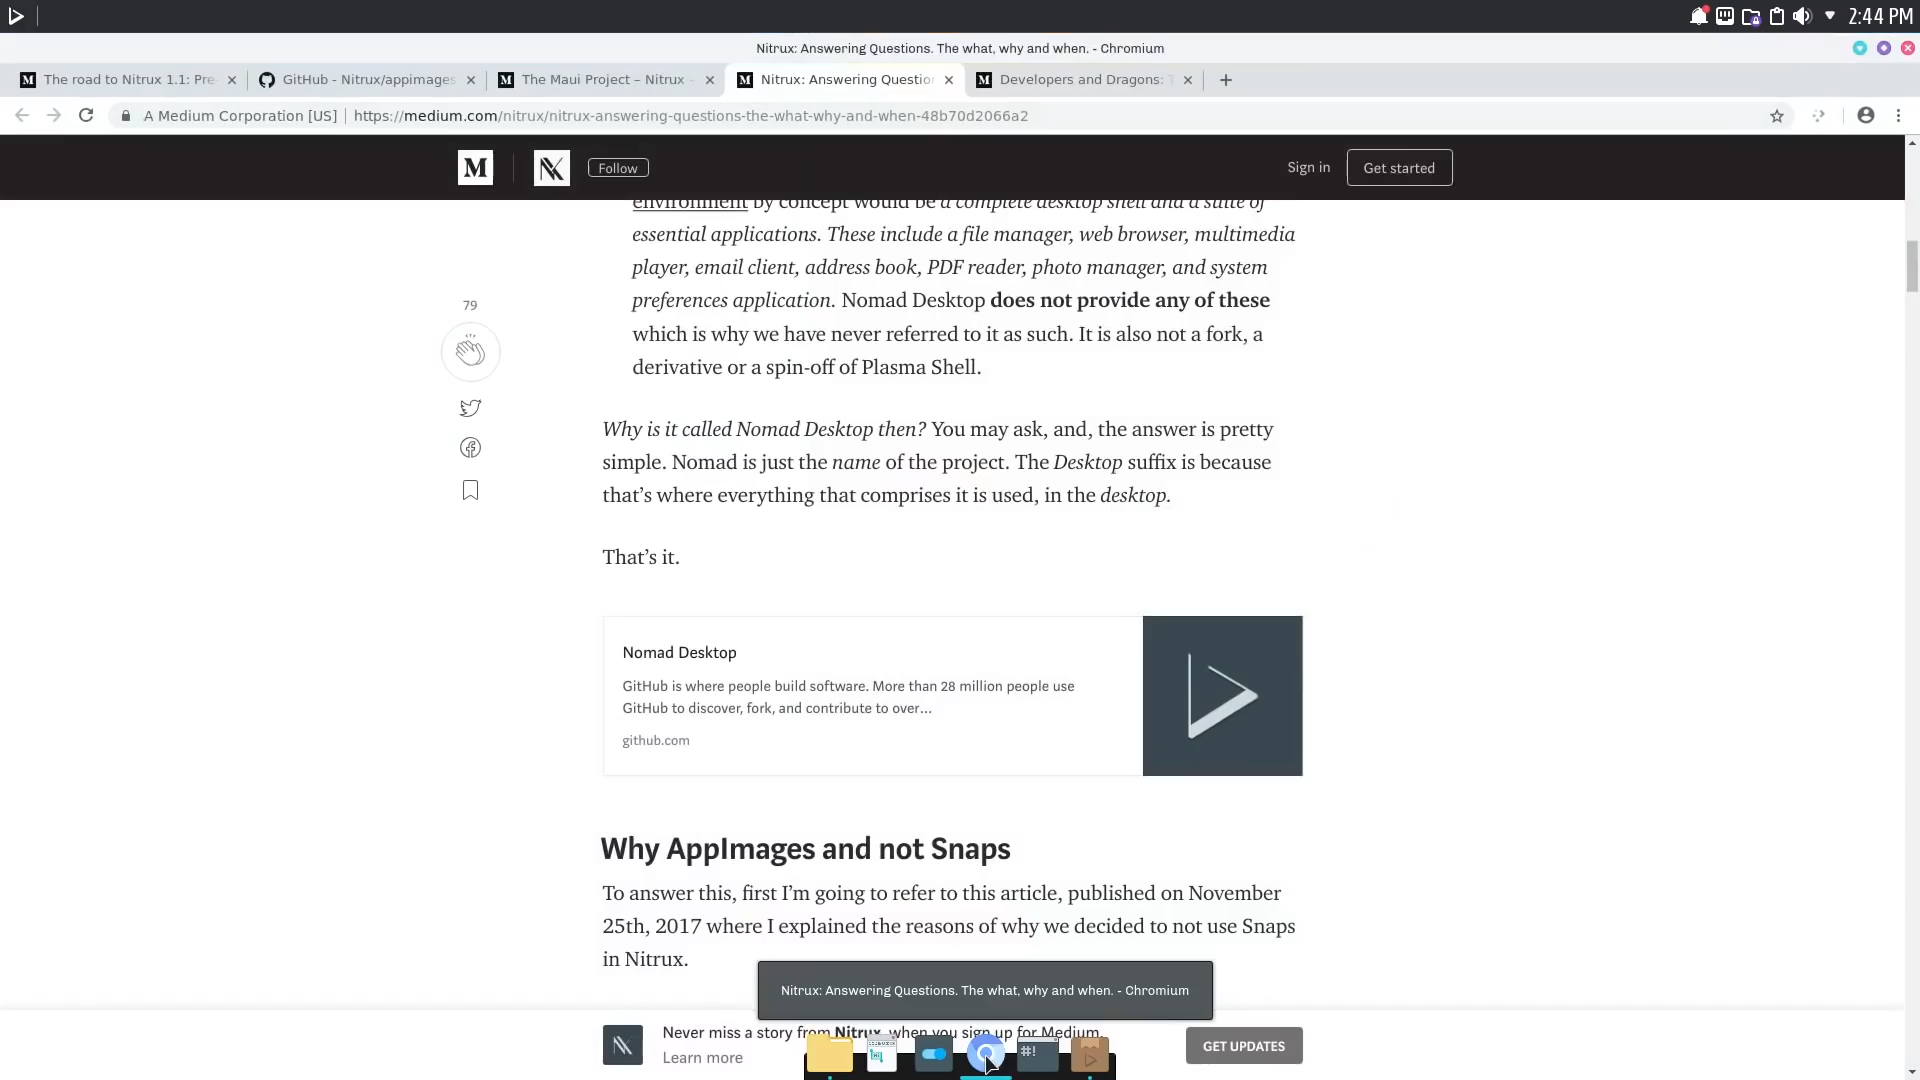 2:44 PM
Nitrux: Answering Questions. The what, why and when. - Chromium
The road to Nitrux 1.1: Pre
GitHub - Nitrux/appimages
The Maui Project – Nitrux -
Nitrux: Answering Questio
Developers and Dragons: T
A Medium Corporation [US] | https://medium.com/nitrux/nitrux-answering-questions-the-what-why-and-when-48b70d2066a2
M
Follow
Sign in
Get started
environment by concept would be a complete desktop shell and a suite of
essential applications. These include a file manager, web browser, multimedia
player, email client, address book, PDF reader, photo manager, and system
preferences application. Nomad Desktop does not provide any of these
which is why we have never referred to it as such. It is also not a fork, a
derivative or a spin-off of Plasma Shell.
79
Why is it called Nomad Desktop then? You may ask, and, the answer is pretty
simple. Nomad is just the name of the project. The Desktop suffix is because
that’s where everything that comprises it is used, in the desktop.
That’s it.
Nomad Desktop
GitHub is where people build software. More than 28 million people use
GitHub to discover, fork, and contribute to over…
github.com
Why AppImages and not Snaps
To answer this, first I’m going to refer to this article, published on November
25th, 2017 where I explained the reasons of why we decided to not use Snaps
in Nitrux.
Nitrux: Answering Questions. The what, why and when. - Chromium
Never miss a story from Nitrux, when you sign up for Medium.
Learn more
GET UPDATES
#!